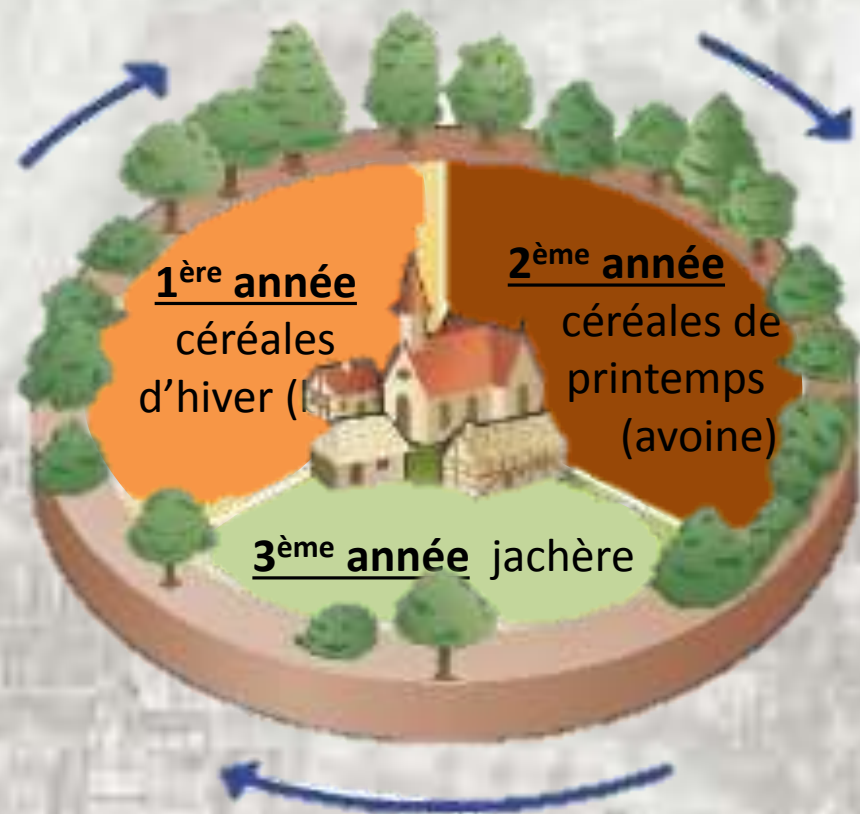 1ère année
céréales
d’hiver (
2ème année
céréales de
printemps
(avoine)
3ème année jachère